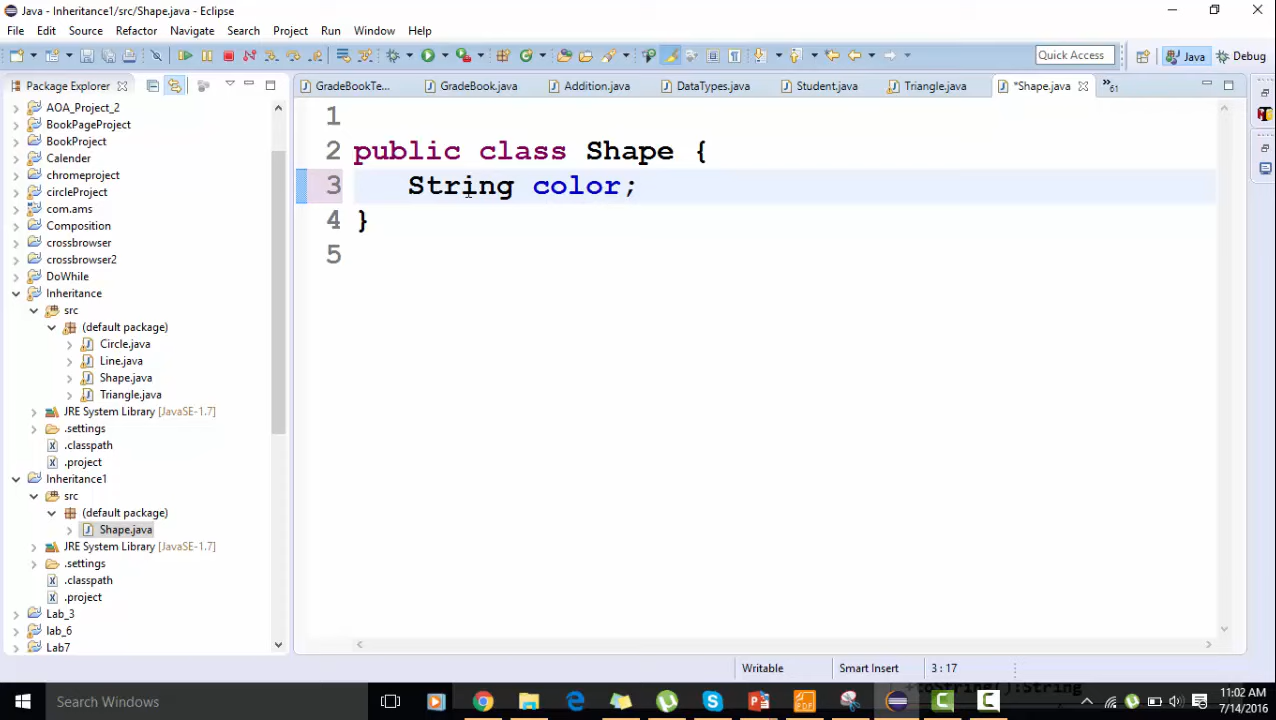 Java - Inheritance1/src/Shape.java - Eclipse
File Edit Source Refactor Navigate Search Project Run Window Help
Quick Access
Java
Debug
Package Explorer
GradeBookTe...
GradeBook.java
Addition.java
DataTypes.java
Student.java
Triangle.java
*Shape.java
»61
AOA_Project_2
BookPageProject
BookProject
Calender
chromeproject
circleProject
com.ams
Composition
crossbrowser
crossbrowser2
DoWhile
Inheritance
src
(default package)
Circle.java
Line.java
Shape.java
Triangle.java
JRE System Library [JavaSE-1.7]
.settings
.classpath
.project
Inheritance1
src
(default package)
Shape.java
JRE System Library [JavaSE-1.7]
.settings
.classpath
.project
Lab_3
lab_6
Lab7
1
2 public class Shape {
3 String color;
4 }
5
Writable
Smart Insert
3 : 17
Search Windows
toString():String
11:02 AM
7/14/2016